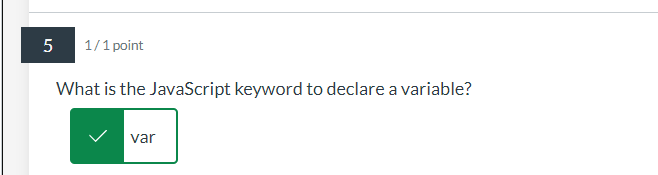 5 1 / 1 point
What is the JavaScript keyword to declare a variable?
var